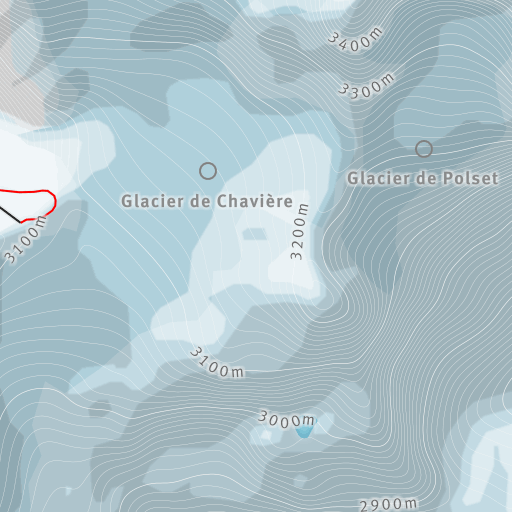 3400m
3300m
Glacier de Polset
Glacier de Chavière
3200m
3100m
3100m
3000m
2900m